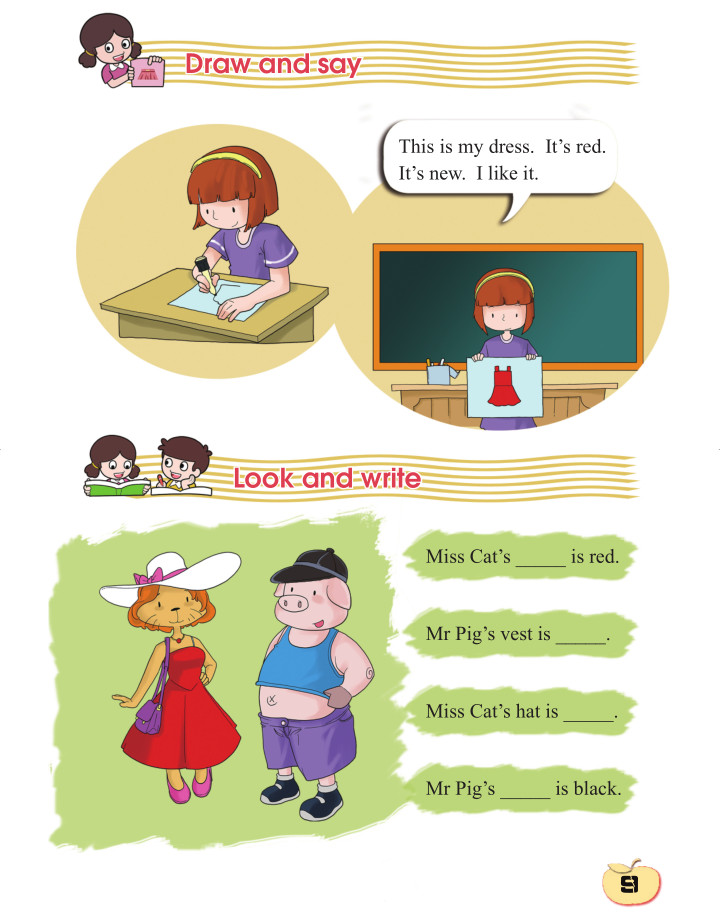 Draw and say
This is my dress. It's red.
It's new. I like it.
Look and write
Miss Cat's _____ is red.
Mr Pig's vest is _____.
Miss Cat's hat is _____.
Mr Pig's _____ is black.